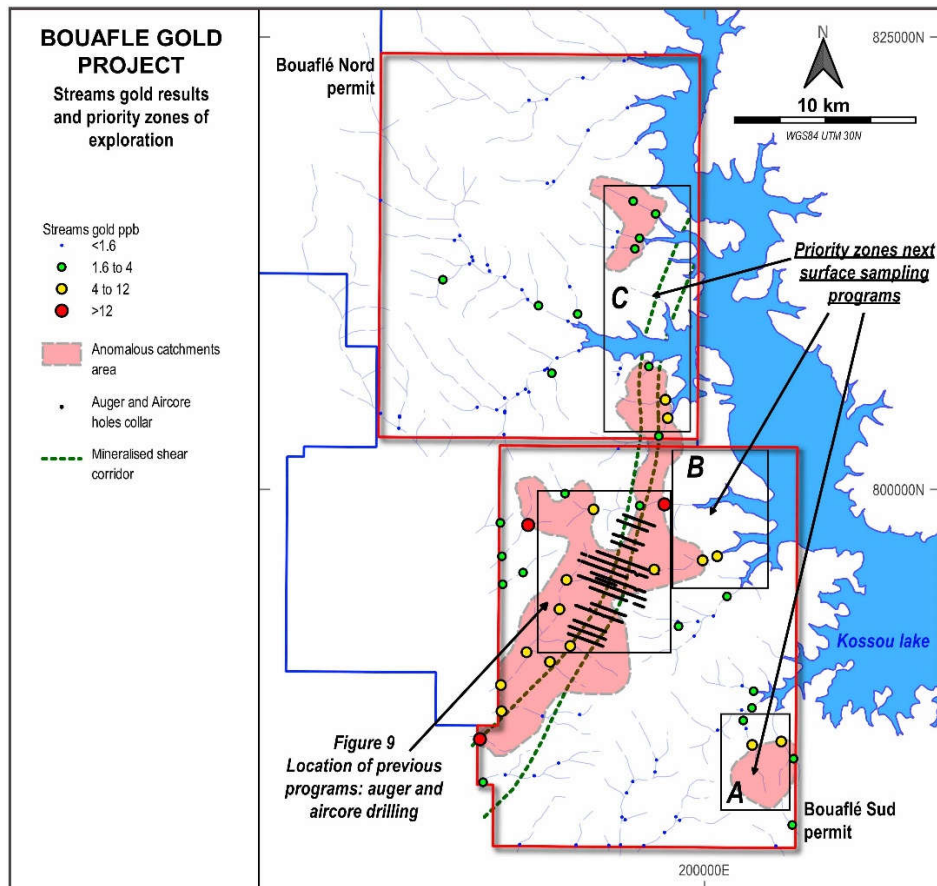 BOUAFLE GOLD
PROJECT
Streams gold results
and priority zones of
exploration
Streams gold ppb
<1.6
1.6 to 4
4 to 12
>12
Anomalous catchments
area
Auger and Aircore
holes collar
Mineralised shear
corridor
Bouaflé Nord
permit
825000N
N
10 km
WGS84 UTM 30N
Priority zones next
surface sampling
programs
C
B
800000N
Kossou lake
Figure 9
Location of previous
programs: auger and
aircore drilling
A
Bouaflé Sud
permit
200000E